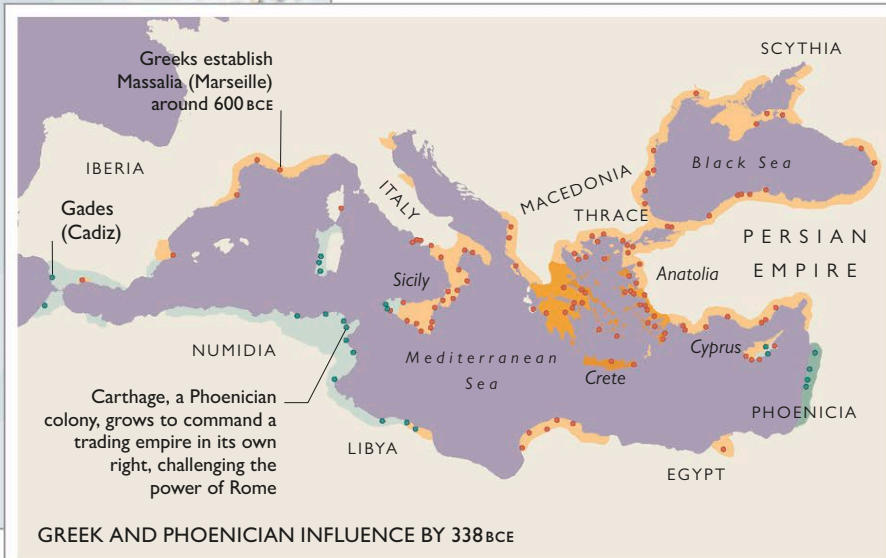 SCYTHIA
Greeks establish
Massalia (Marseille)
around 600 BCE
IBERIA
Black Sea
MACEDONIA
ITALY
Gades
(Cadiz)
THRACE
PERSIAN
EMPIRE
Anatolia
Sicily
NUMIDIA
Mediterranean
Sea
Cyprus
Crete
Carthage, a Phoenician
colony, grows to command a
trading empire in its own
right, challenging the
power of Rome
PHOENICIA
LIBYA
EGYPT
GREEK AND PHOENICIAN INFLUENCE BY 338 BCE